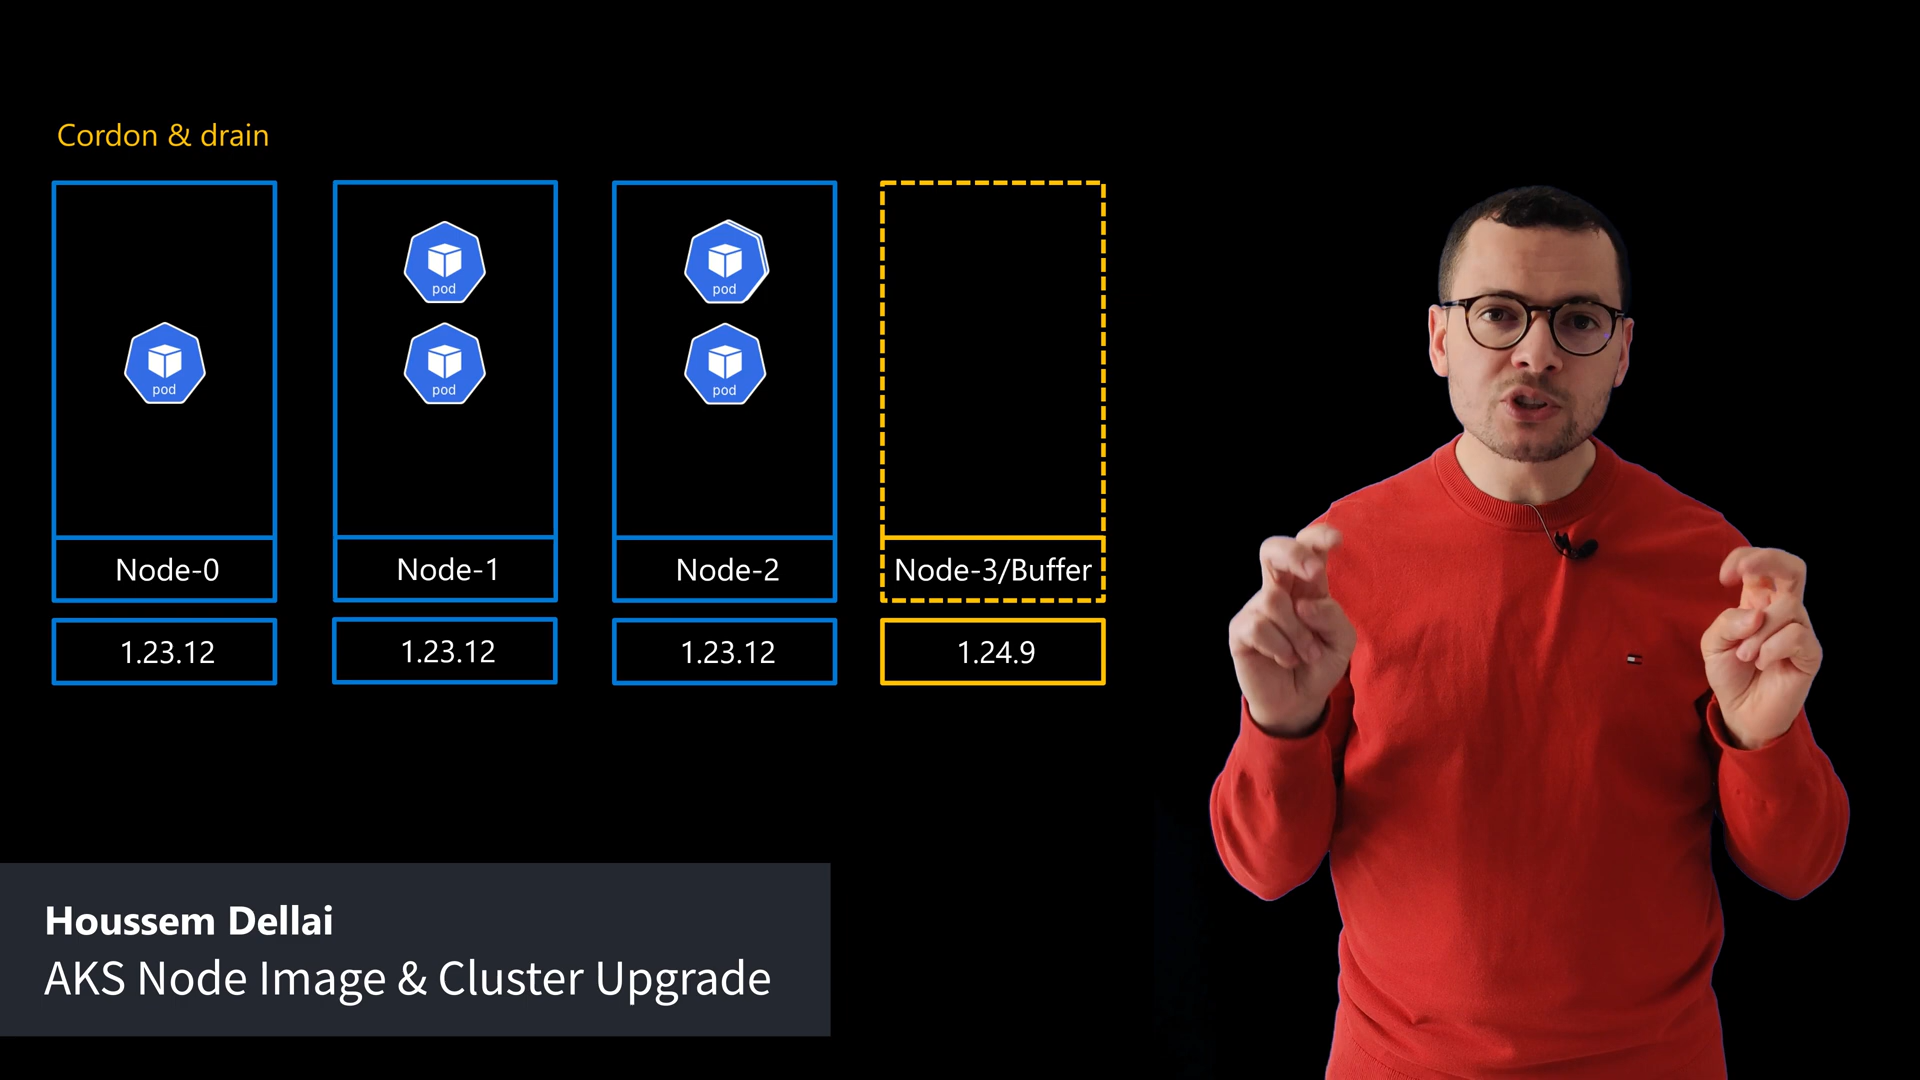 Cordon & drain
pod
pod
pod
pod
pod
Node-0
Node-1
Node-2
Node-3/Buffer
1.23.12
1.23.12
1.23.12
1.24.9
Houssem Dellai
AKS Node Image & Cluster Upgrade